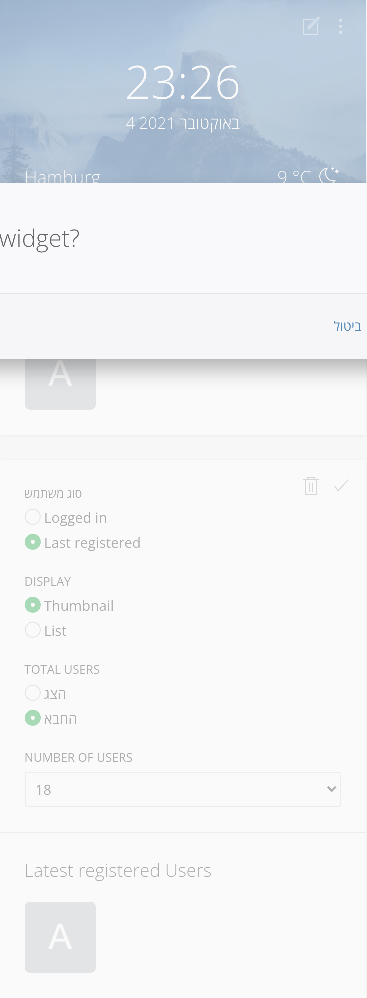 23:26
4 באוקטובר 2021
Hamburg
9 °C
widget?
ביטול
A
סוג משתמש
Logged in
Last registered
DISPLAY
Thumbnail
List
TOTAL USERS
הצג
החבא
NUMBER OF USERS
18
Latest registered Users
A